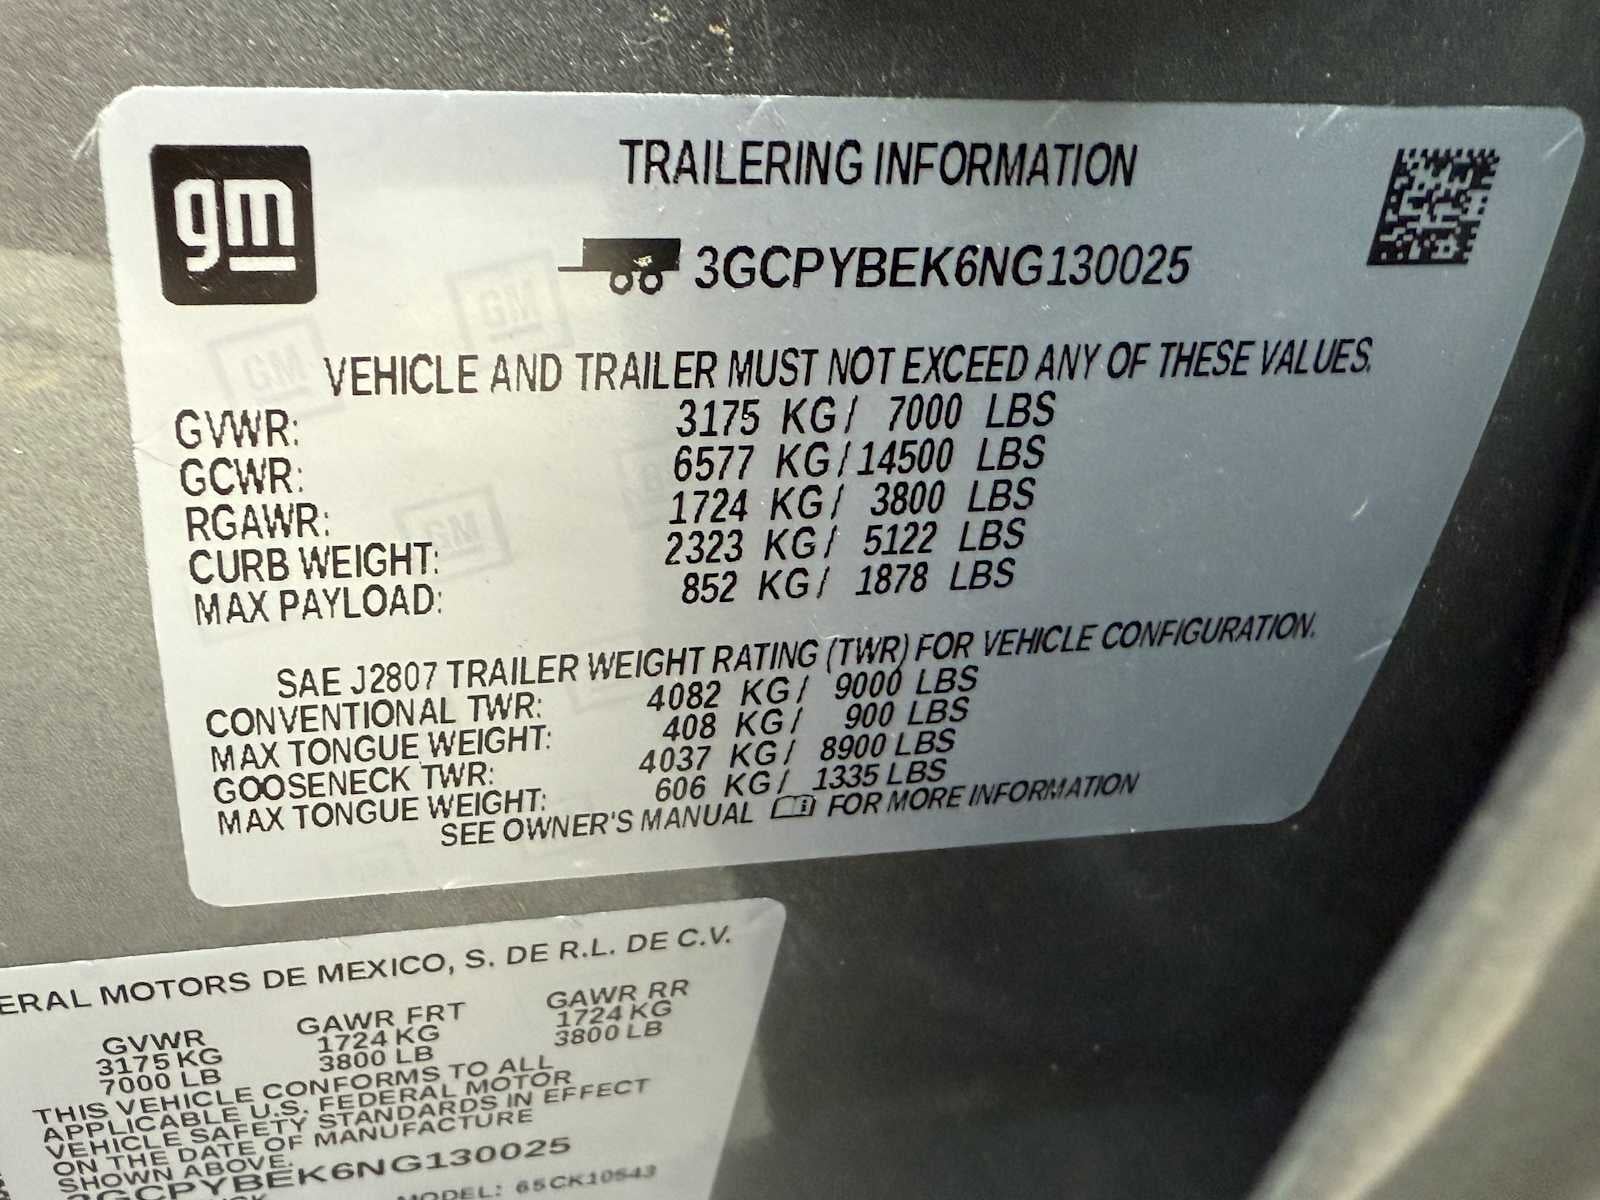 gm
TRAILERING INFORMATION
3GCPYBEK6NG130025
VEHICLE AND TRAILER MUST NOT EXCEED ANY OF THESE VALUES.
GVWR: 3175 KG/ 7000 LBS
GCWR: 6577 KG/14500 LBS
RGAWR: 1724 KG/ 3800 LBS
CURB WEIGHT: 2323 KG/ 5122 LBS
MAX PAYLOAD: 852 KG/ 1878 LBS
SAE J2807 TRAILER WEIGHT RATING (TWR) FOR VEHICLE CONFIGURATION.
CONVENTIONAL TWR: 4082 KG/ 9000 LBS
MAX TONGUE WEIGHT: 408 KG/ 900 LBS
GOOSENECK TWR: 4037 KG/ 8900 LBS
MAX TONGUE WEIGHT: 606 KG/ 1335 LBS
SEE OWNER'S MANUAL FOR MORE INFORMATION
ERAL MOTORS DE MEXICO, S. DE R.L. DE C.V.
GVWR GAWR FRT GAWR RR
3175 KG 1724 KG 1724 KG
7000 LB 3800 LB 3800 LB
THIS VEHICLE CONFORMS TO ALL
APPLICABLE U.S. FEDERAL MOTOR
VEHICLE SAFETY STANDARDS IN EFFECT
ON THE DATE OF MANUFACTURE
SHOWN ABOVE.
3GCPYBEK6NG130025
MODEL: 65CK10543